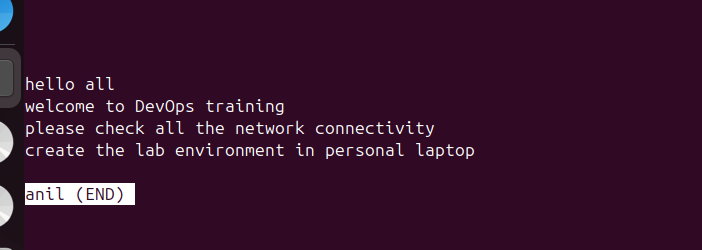 hello all
welcome to DevOps training
please check all the network connectivity
create the lab environment in personal laptop
anil (END)